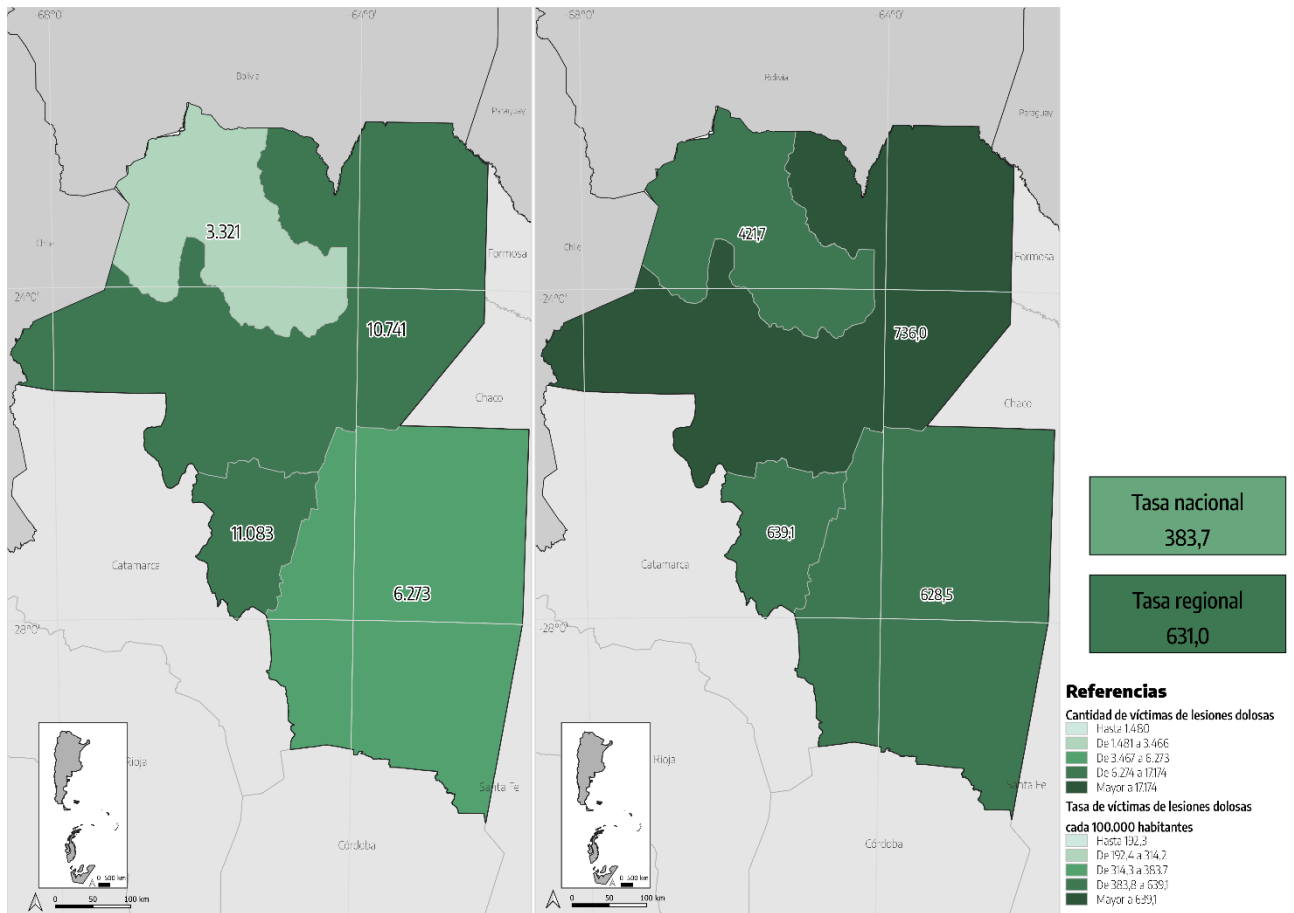 68°0'
64°0'
Bolivia
Paraguay
3.321
Formosa
24°0'
10.741
Chaco
11.083
Catamarca
6.273
28°0'
Rioja
Santa Fe
Córdoba
0 500 km
0 50 100 km
68°0'
64°0'
Bolivia
Paraguay
421,7
Chile
Formosa
24°0'
736,0
Chaco
639,1
Catamarca
628,5
28°0'
Rioja
Santa Fe
Córdoba
0 500 km
0 50 100 km
Tasa nacional
383,7
Tasa regional
631,0
Referencias
Cantidad de víctimas de lesiones dolosas
Hasta 1.480
De 1.481 a 3.466
De 3.467 a 6.273
De 6.274 a 17.174
Mayor a 17.174
Tasa de víctimas de lesiones dolosas
cada 100.000 habitantes
Hasta 192,3
De 192,4 a 314,2
De 314,3 a 383,7
De 383,8 a 639,1
Mayor a 639,1